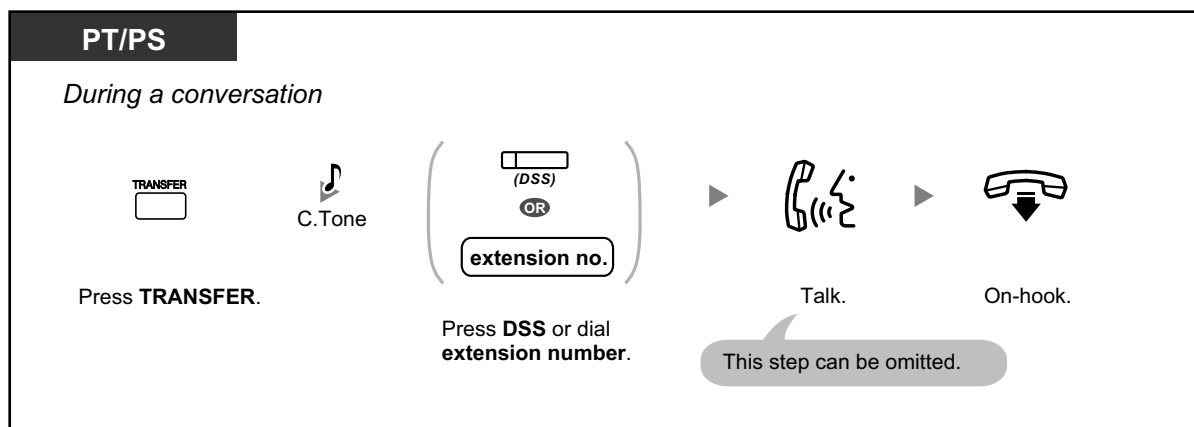 PT/PS
During a conversation
TRANSFER
C.Tone
(DSS)
OR
extension no.
Press TRANSFER.
Press DSS or dial
extension number.
Talk.
On-hook.
This step can be omitted.